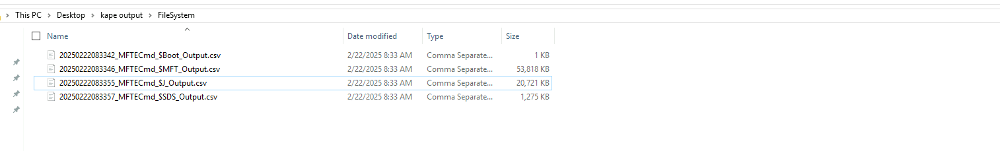 This PC > Desktop > kape output > FileSystem
Name Date modified Type Size
20250222083342_MFTECmd_$Boot_Output.csv 2/22/2025 8:33 AM Comma Separate... 1 KB
20250222083346_MFTECmd_$MFT_Output.csv 2/22/2025 8:33 AM Comma Separate... 53,818 KB
20250222083355_MFTECmd_$J_Output.csv 2/22/2025 8:33 AM Comma Separate... 20,721 KB
20250222083357_MFTECmd_$SDS_Output.csv 2/22/2025 8:33 AM Comma Separate... 1,275 KB